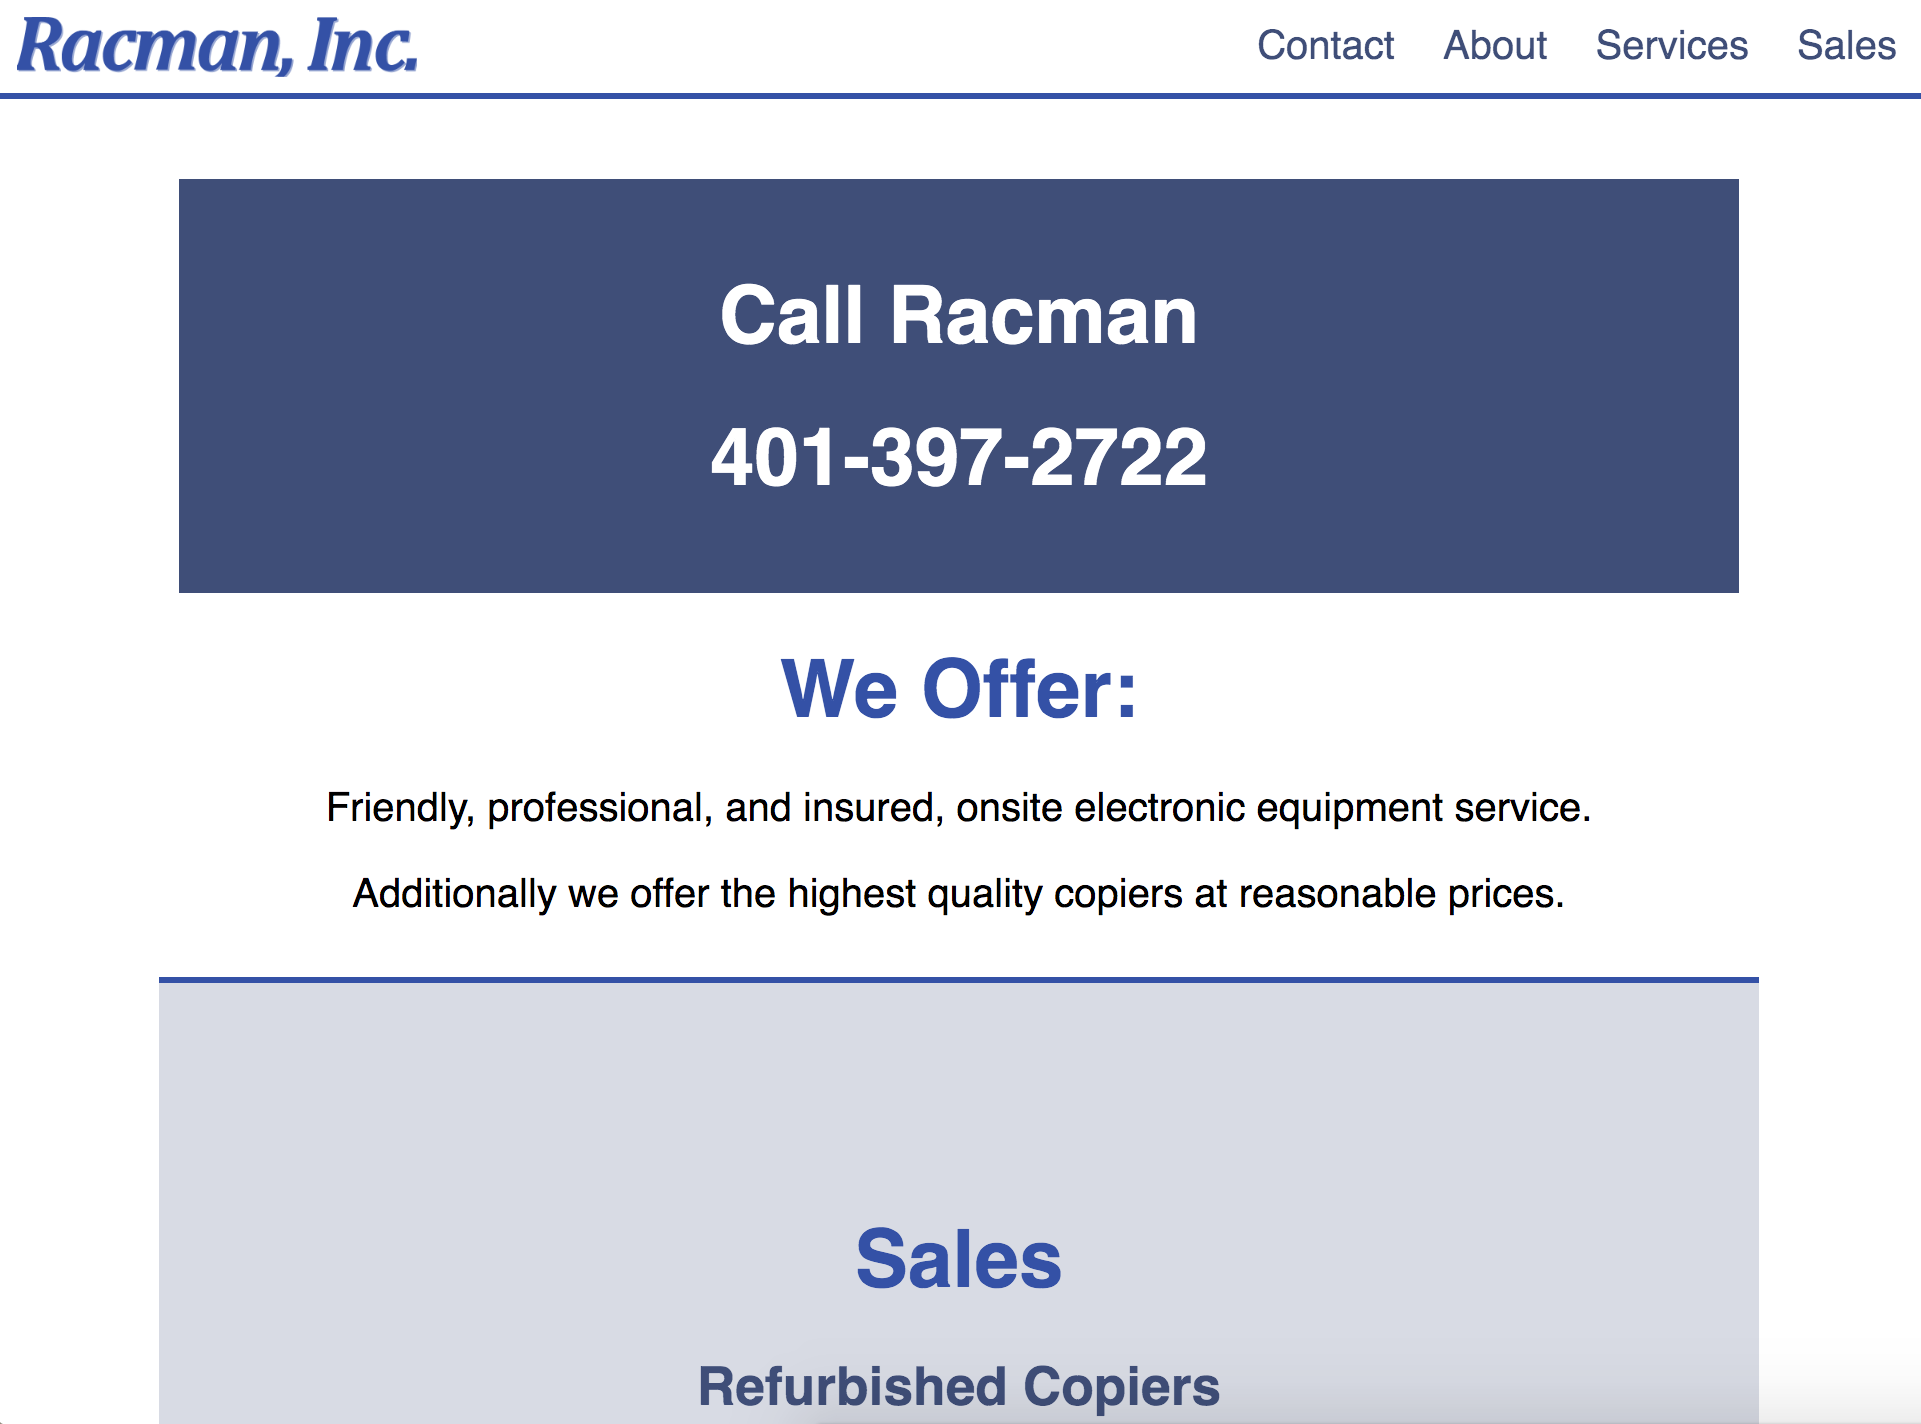 Racman, Inc.
Contact About Services Sales
Call Racman
401-397-2722
We Offer:
Friendly, professional, and insured, onsite electronic equipment service.
Additionally we offer the highest quality copiers at reasonable prices.
Sales
Refurbished Copiers